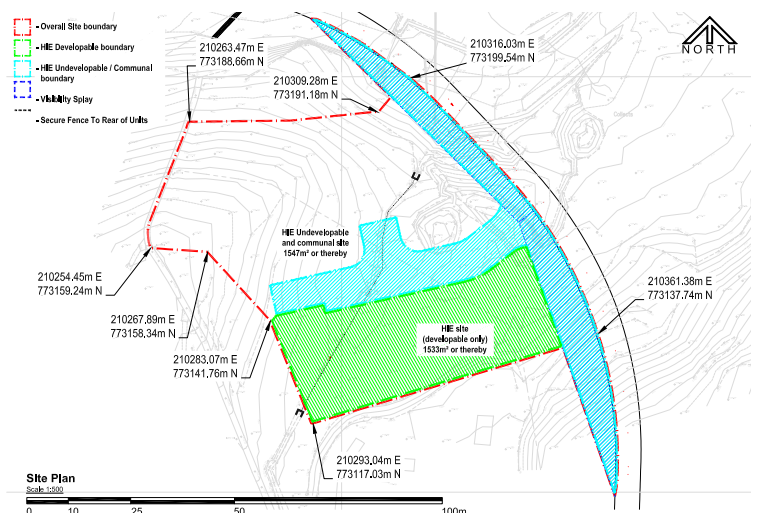 - Overall Site boundary
- HIE Developable boundary
- HIE Undevelopable / Communal
boundary
- Visibility Splay
- Secure Fence To Rear of Units
210263.47m E
773188.66m N
210309.28m E
773191.18m N
210316.03m E
773199.54m N
NORTH
HIE Undevelopable
and communal site
1547m² or thereby
210254.45m E
773159.24m N
210267.89m E
773158.34m N
210283.07m E
773141.76m N
210361.38m E
773137.74m N
HIE site
(developable only)
1533m² or thereby
210293.04m E
773117.03m N
Site Plan
Scale 1:500
0 10 20 50 100m